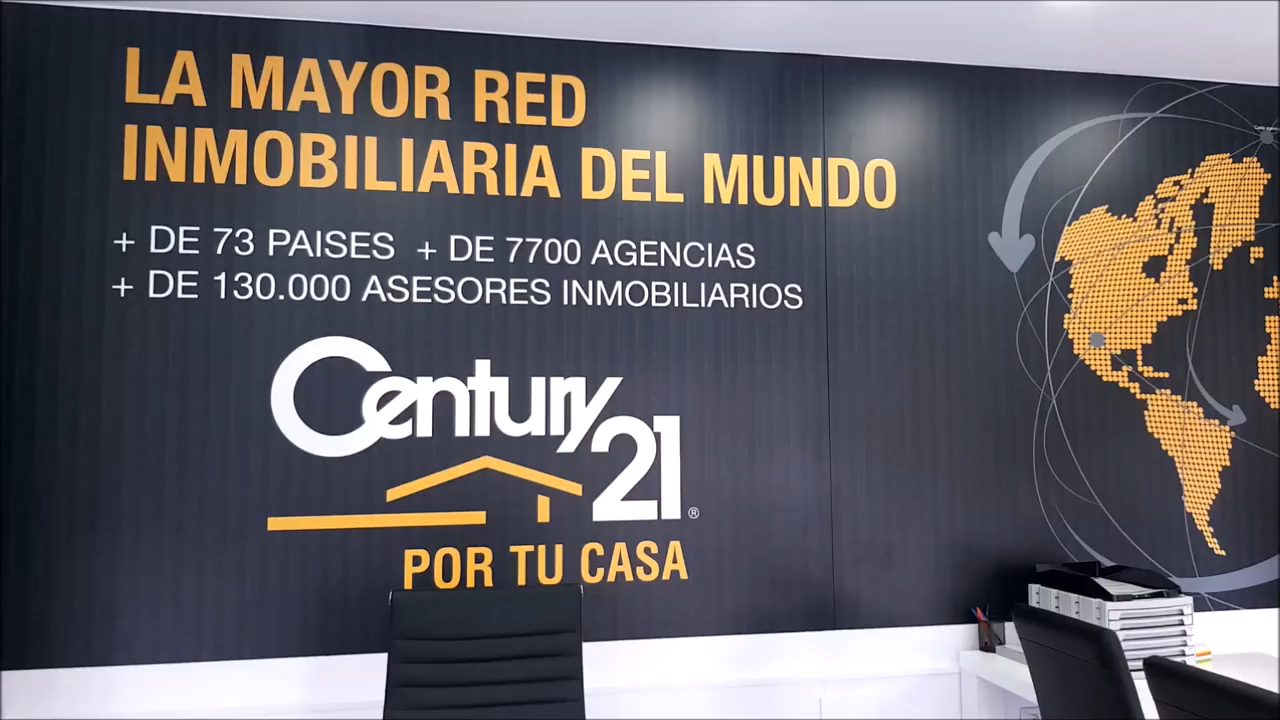 LA MAYOR RED
INMOBILIARIA DEL MUNDO
+ DE 73 PAISES + DE 7700 AGENCIAS
+ DE 130.000 ASESORES INMOBILIARIOS
Century
21®
POR TU CASA